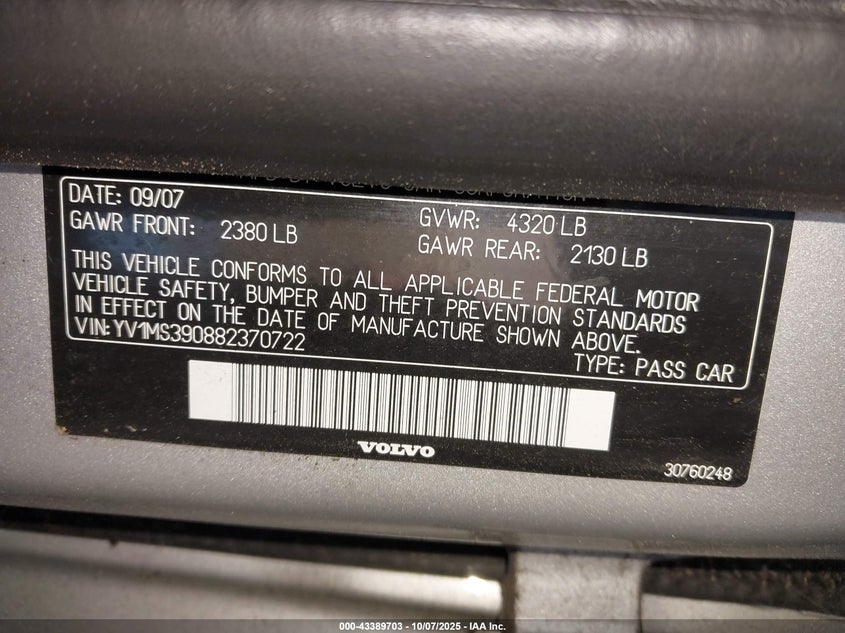 DATE: 09/07
GVWR: 4320 LB
GAWR FRONT: 2380 LB
GAWR REAR: 2130 LB
THIS VEHICLE CONFORMS TO ALL APPLICABLE FEDERAL MOTOR
VEHICLE SAFETY, BUMPER AND THEFT PREVENTION STANDARDS
IN EFFECT ON THE DATE OF MANUFACTURE SHOWN ABOVE.
VIN: YV1MS390882370722
TYPE: PASS CAR
VOLVO
30760248
000-43389703 - 10/07/2025 - IAA Inc.